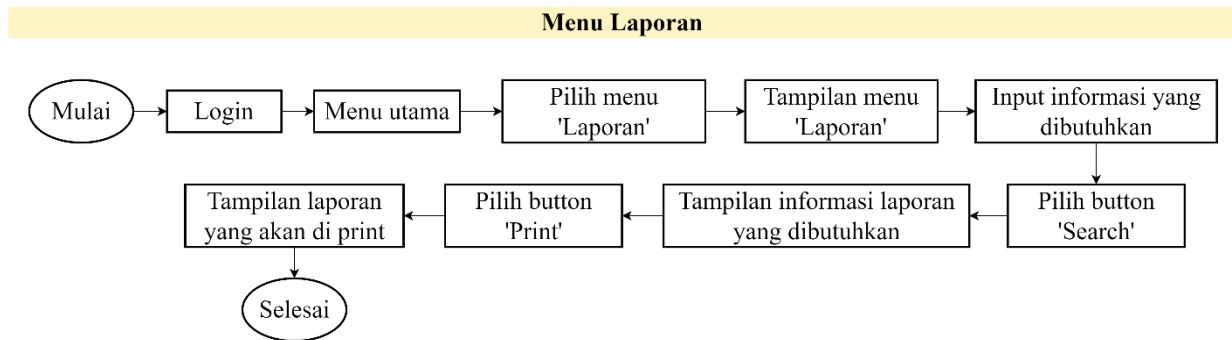 Menu Laporan
Mulai
Login
Menu utama
Pilih menu
'Laporan'
Tampilan menu
'Laporan'
Input informasi yang
dibutuhkan
Pilih button
'Search'
Tampilan informasi laporan
yang dibutuhkan
Pilih button
'Print'
Tampilan laporan
yang akan di print
Selesai